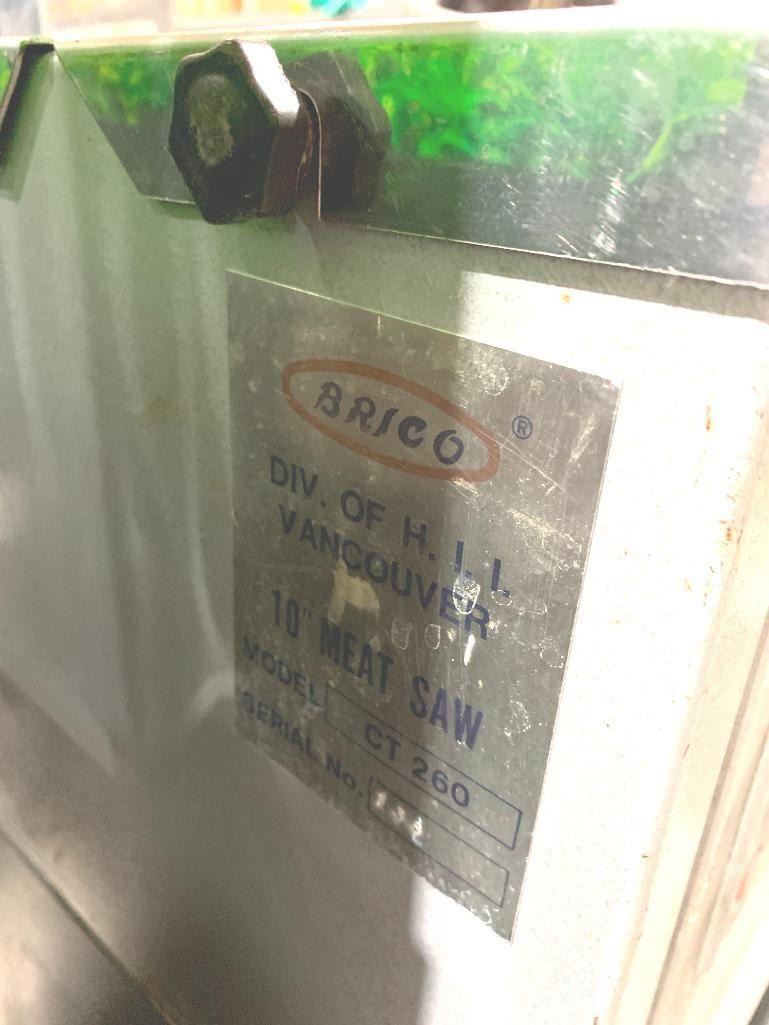 BRICO ®
DIV. OF H. I. I.
VANCOUVER
10" MEAT SAW
MODEL CT 260
SERIAL No.